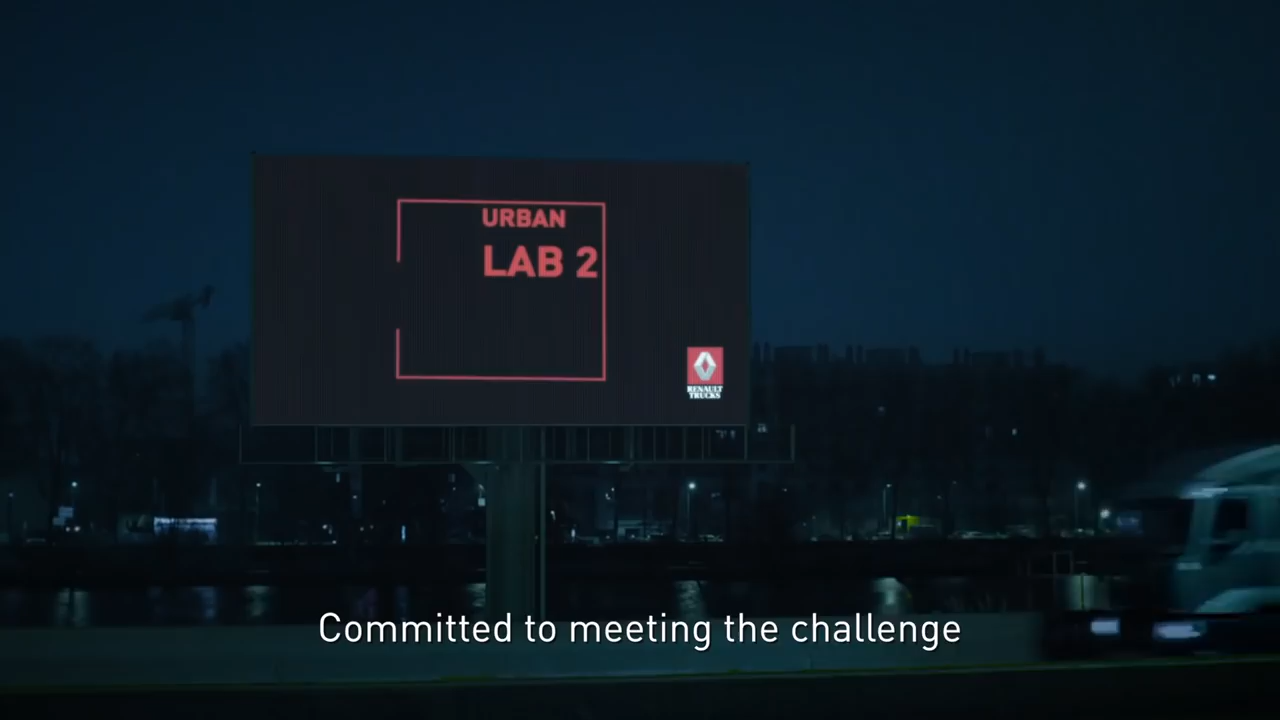 URBAN
LAB 2
RENAULT
TRUCKS
Committed to meeting the challenge